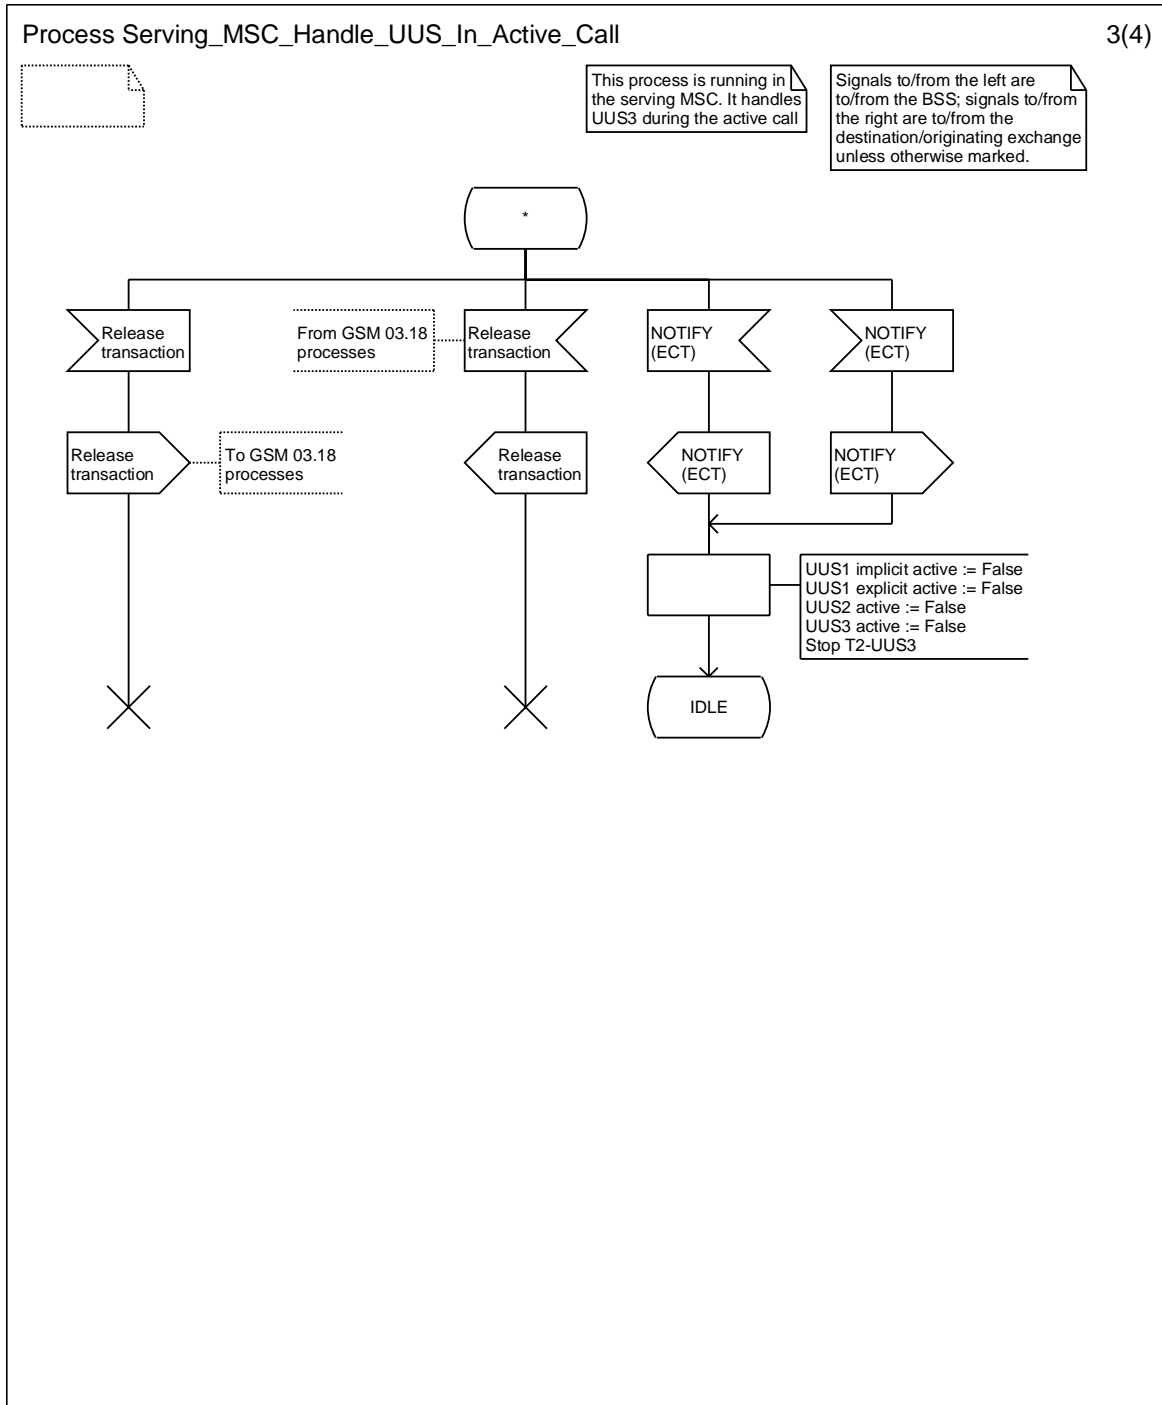 Process Serving_MSC_Handle_UUS_In_Active_Call
3(4)
This process is running in
the serving MSC. It handles
UUS3 during the active call
Signals to/from the left are
to/from the BSS; signals to/from
the right are to/from the
destination/originating exchange
unless otherwise marked.
*
Release
transaction
From GSM 03.18
processes
Release
transaction
NOTIFY
(ECT)
NOTIFY
(ECT)
Release
transaction
To GSM 03.18
processes
Release
transaction
NOTIFY
(ECT)
NOTIFY
(ECT)
UUS1 implicit active := False
UUS1 explicit active := False
UUS2 active := False
UUS3 active := False
Stop T2-UUS3
IDLE